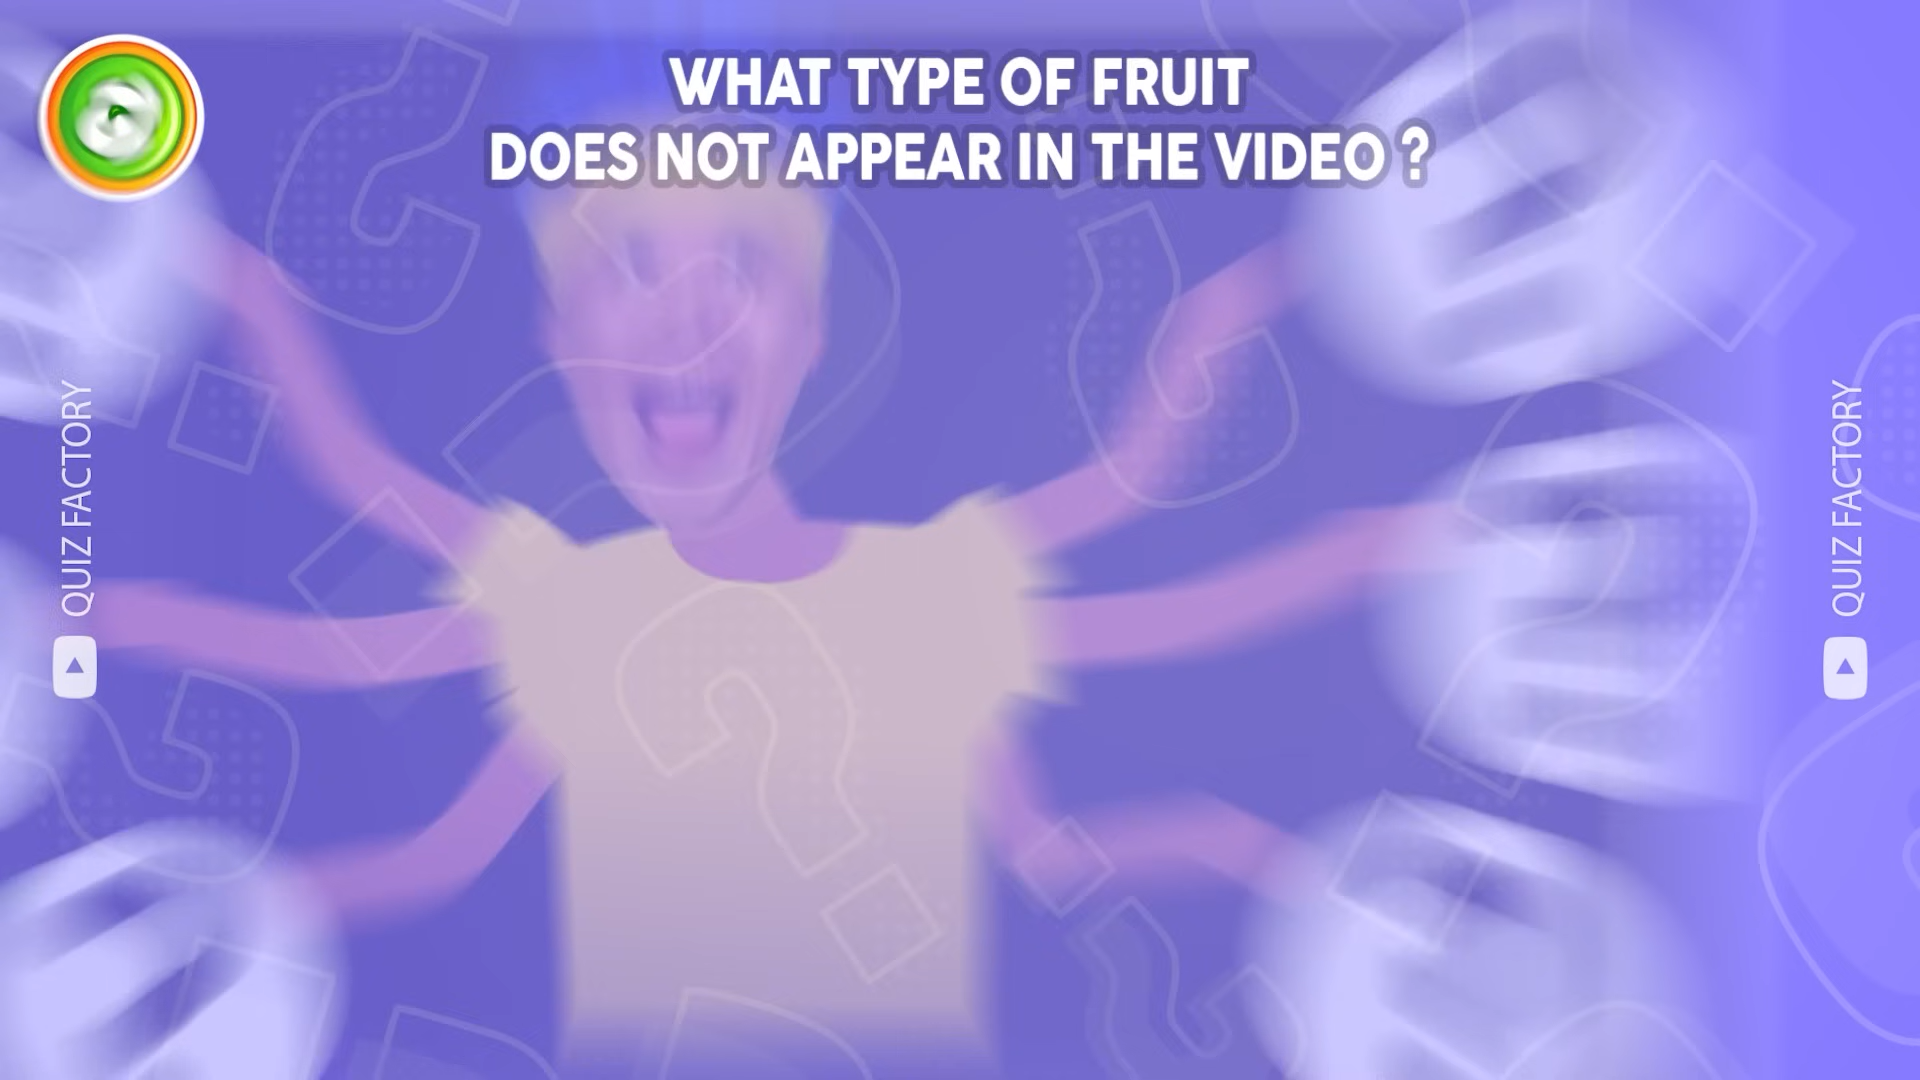 WHAT TYPE OF FRUIT
DOES NOT APPEAR IN THE VIDEO ?
QUIZ FACTORY
QUIZ FACTORY